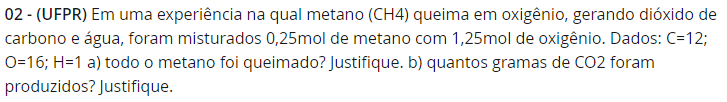 02 - (UFPR) Em uma experiência na qual metano (CH4) queima em oxigênio, gerando dióxido de
carbono e água, foram misturados 0,25mol de metano com 1,25mol de oxigênio. Dados: C=12;
O=16; H=1 a) todo o metano foi queimado? Justifique. b) quantos gramas de CO2 foram
produzidos? Justifique.